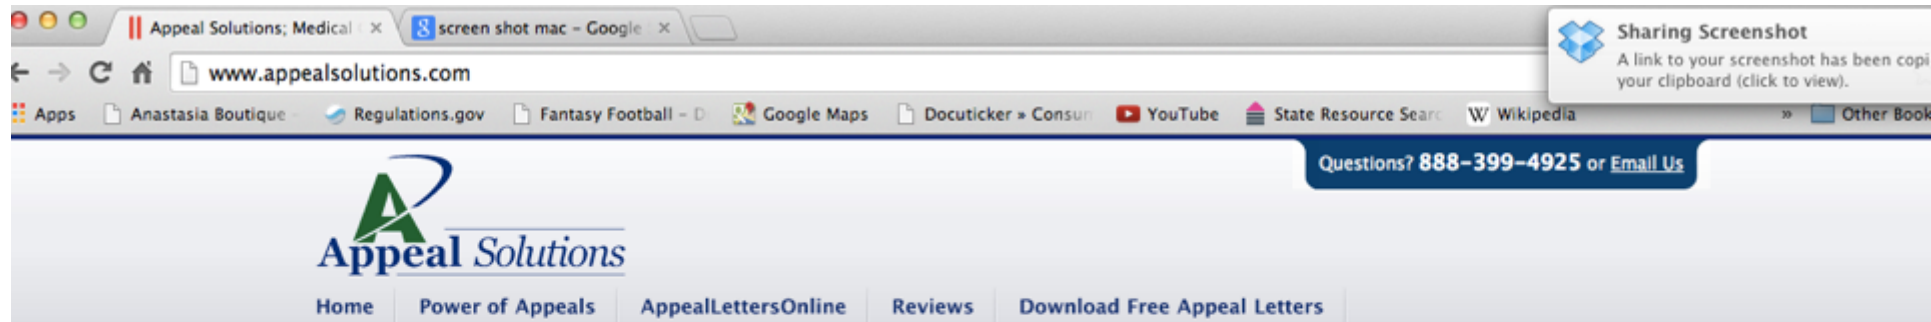 Appeal Solutions; Medical
screen shot mac - Google
Sharing Screenshot
A link to your screenshot has been copi
your clipboard (click to view).
www.appealsolutions.com
Apps Anastasia Boutique - Regulations.gov Fantasy Football - D Google Maps Docuticker » Consum YouTube State Resource Searc W Wikipedia » Other Book
Questions? 888-399-4925 or Email Us
Appeal Solutions
Home Power of Appeals AppealLettersOnline Reviews Download Free Appeal Letters